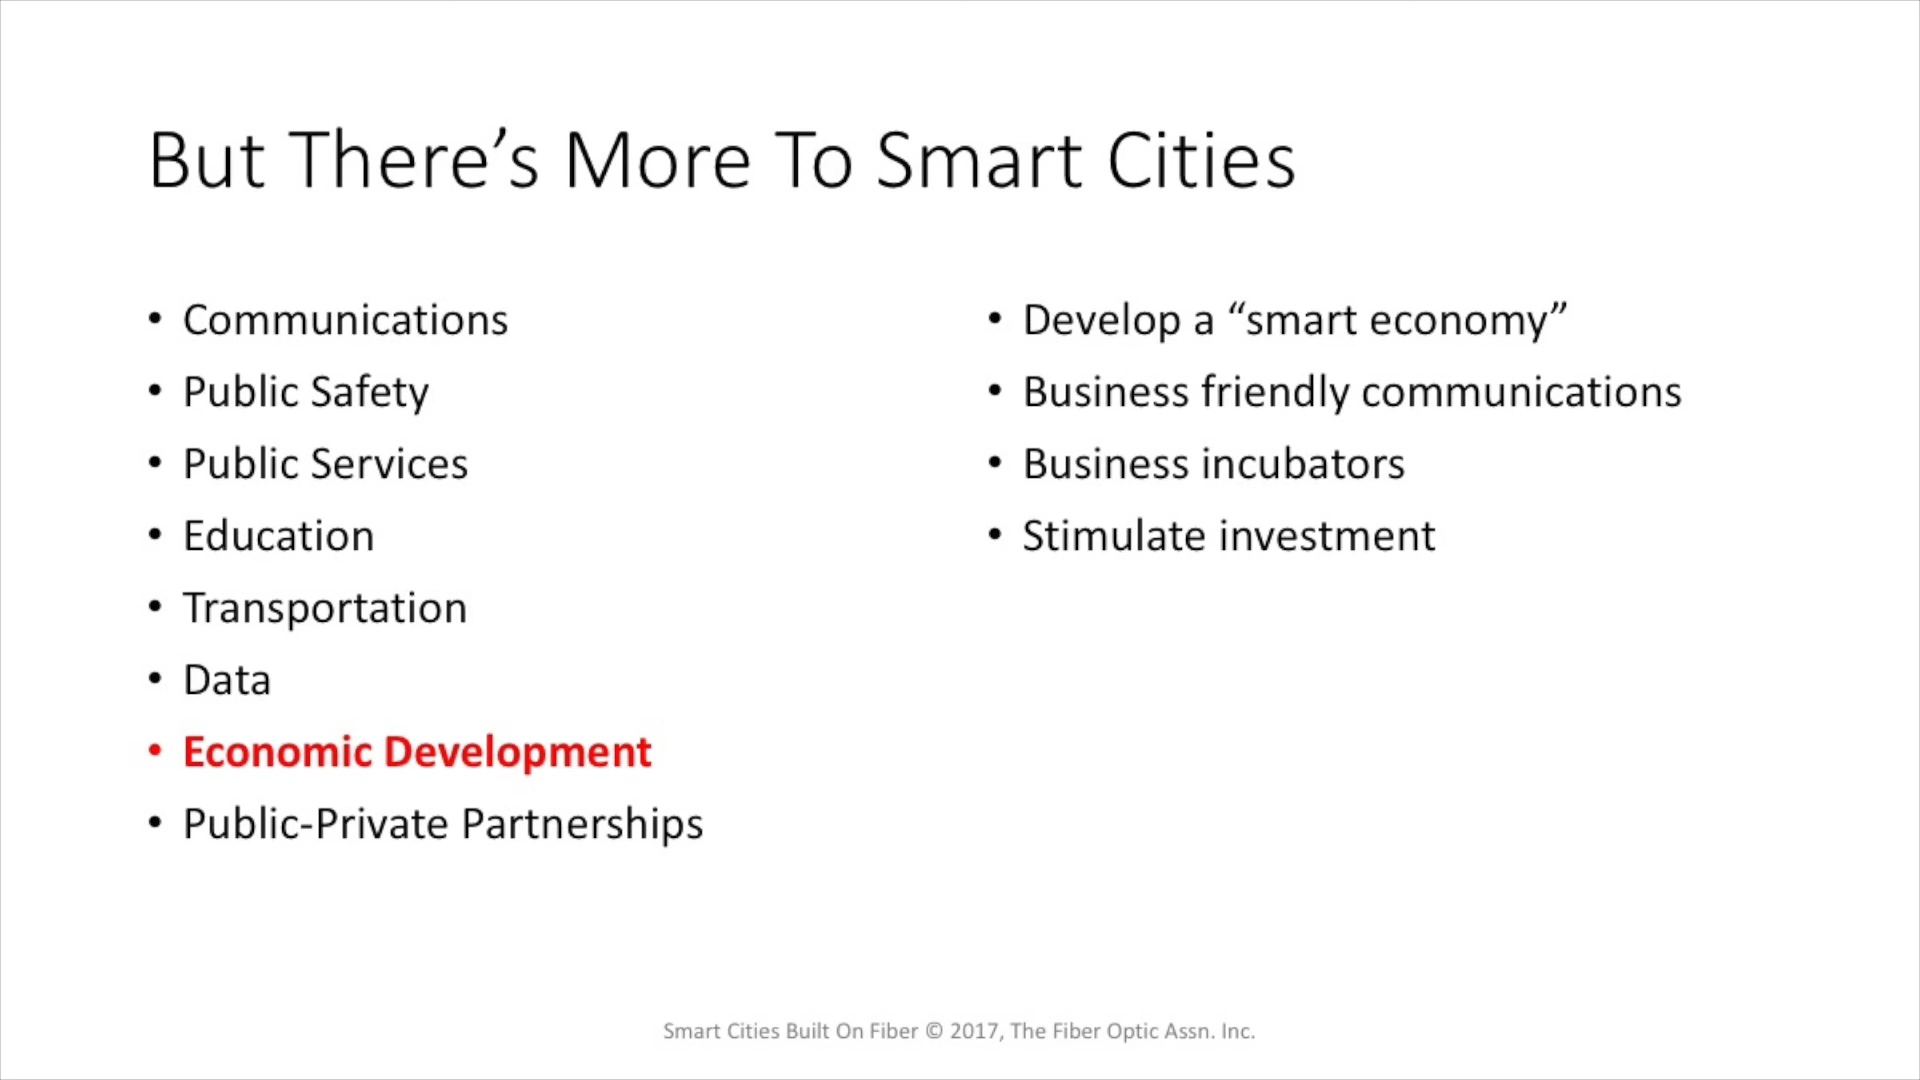 But There’s More To Smart Cities
• Communications
• Public Safety
• Public Services
• Education
• Transportation
• Data
• Economic Development
• Public-Private Partnerships
• Develop a “smart economy”
• Business friendly communications
• Business incubators
• Stimulate investment
Smart Cities Built On Fiber © 2017, The Fiber Optic Assn. Inc.